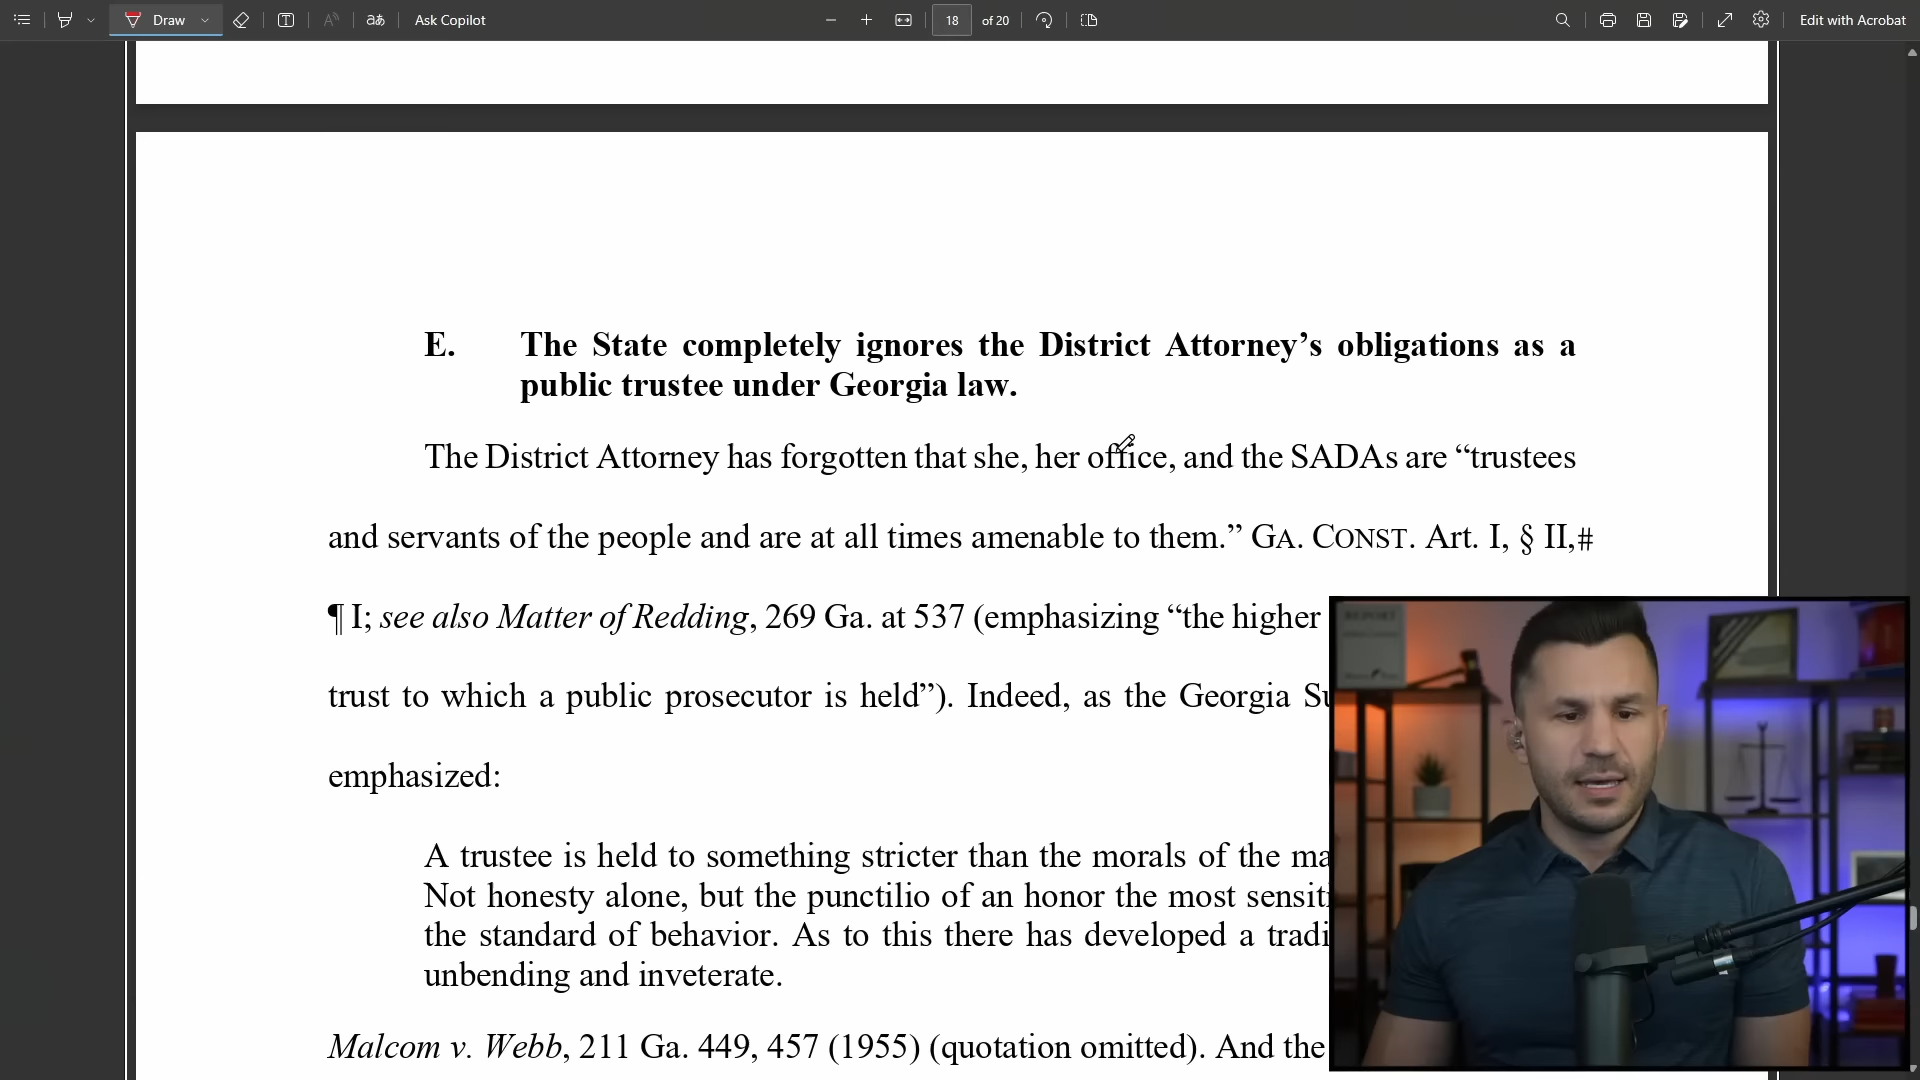 Draw
aあ
Ask Copilot
18
of 20
Edit with Acrobat
E. The State completely ignores the District Attorney’s obligations as a
public trustee under Georgia law.
The District Attorney has forgotten that she, her office, and the SADAs are “trustees
and servants of the people and are at all times amenable to them.” GA. CONST. Art. I, § II,#
¶ I; see also Matter of Redding, 269 Ga. at 537 (emphasizing “the higher
trust to which a public prosecutor is held”). Indeed, as the Georgia Su
emphasized:
A trustee is held to something stricter than the morals of the ma
Not honesty alone, but the punctilio of an honor the most sensiti
the standard of behavior. As to this there has developed a tradi
unbending and inveterate.
Malcom v. Webb, 211 Ga. 449, 457 (1955) (quotation omitted). And the
REPORT